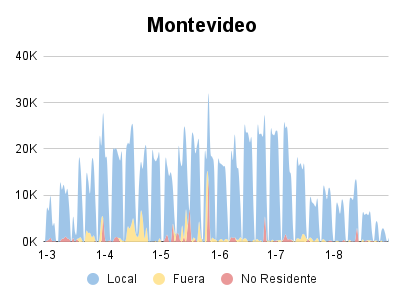 Montevideo
40K
30K
20K
10K
0K
1-3 1-4 1-5 1-6 1-7 1-8
Local Fuera No Residente